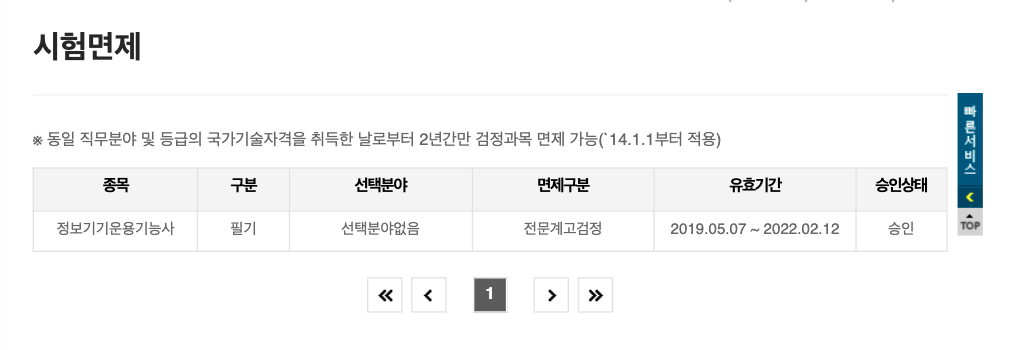 시험면제
※ 동일 직무분야 및 등급의 국가기술자격을 취득한 날로부터 2년간만 검정과목 면제 가능(`14.1.1부터 적용)
종목 구분 선택분야 면제구분 유효기간 승인상태
정보기기운용기능사 필기 선택분야없음 전문계고검정 2019.05.07 ~ 2022.02.12 승인
1
빠른서비스
TOP